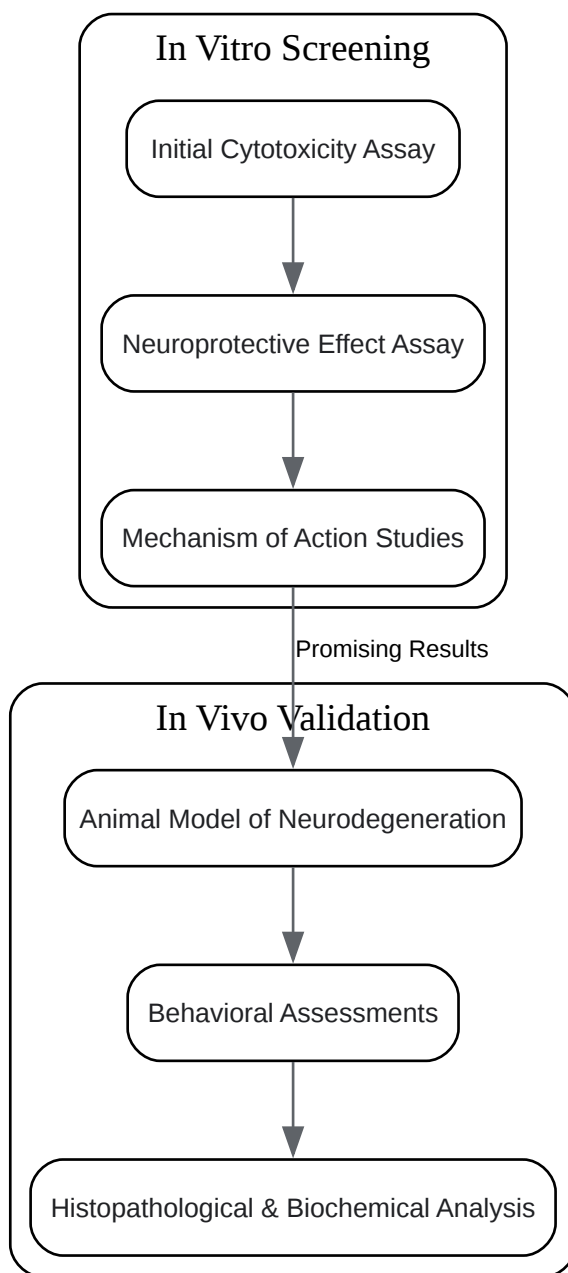 In Vitro Screening
Initial Cytotoxicity Assay
Neuroprotective Effect Assay
Mechanism of Action Studies
Promising Results
In Vivo Validation
Animal Model of Neurodegeneration
Behavioral Assessments
Histopathological & Biochemical Analysis